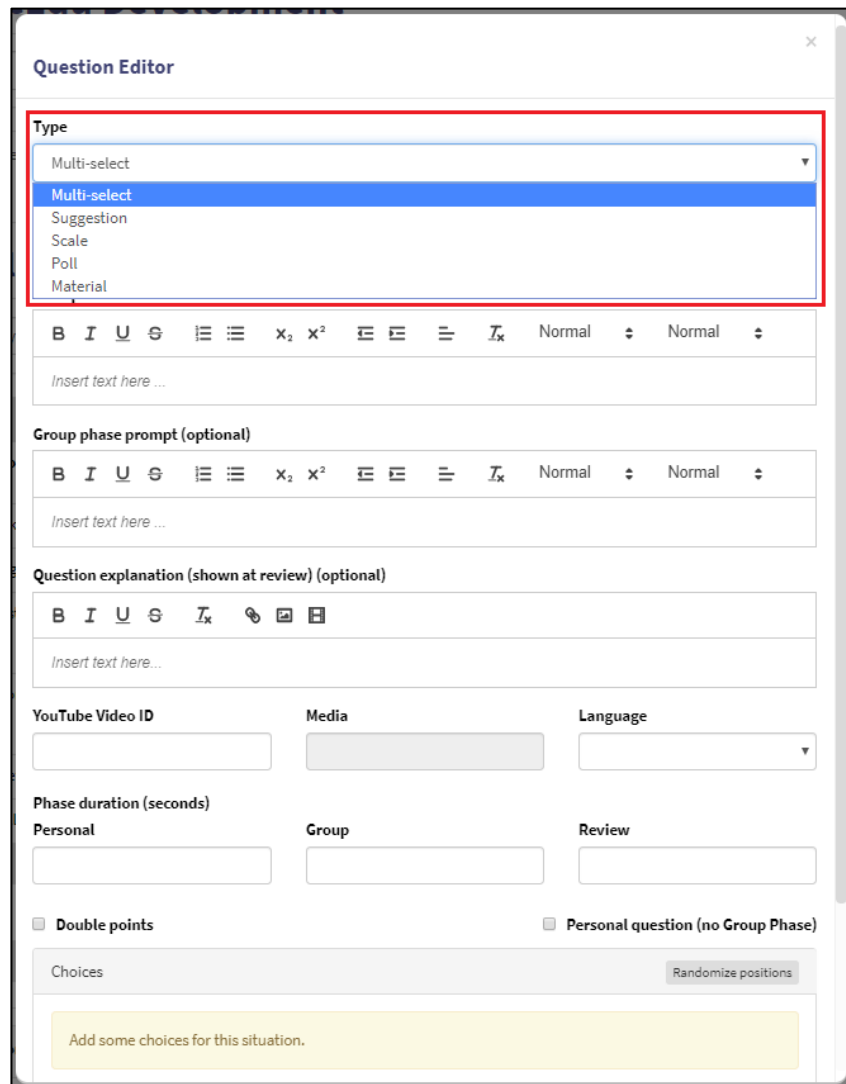 ×
Question Editor
Type
Multi-select
Multi-select
Suggestion
Scale
Poll
Material
B I U S X₂ X² Tx Normal Normal
Insert text here ...
Group phase prompt (optional)
B I U S X₂ X² Tx Normal Normal
Insert text here ...
Question explanation (shown at review) (optional)
B I U S Tx
Insert text here...
YouTube Video ID Media Language
Phase duration (seconds)
Personal Group Review
Double points Personal question (no Group Phase)
Choices Randomize positions
Add some choices for this situation.